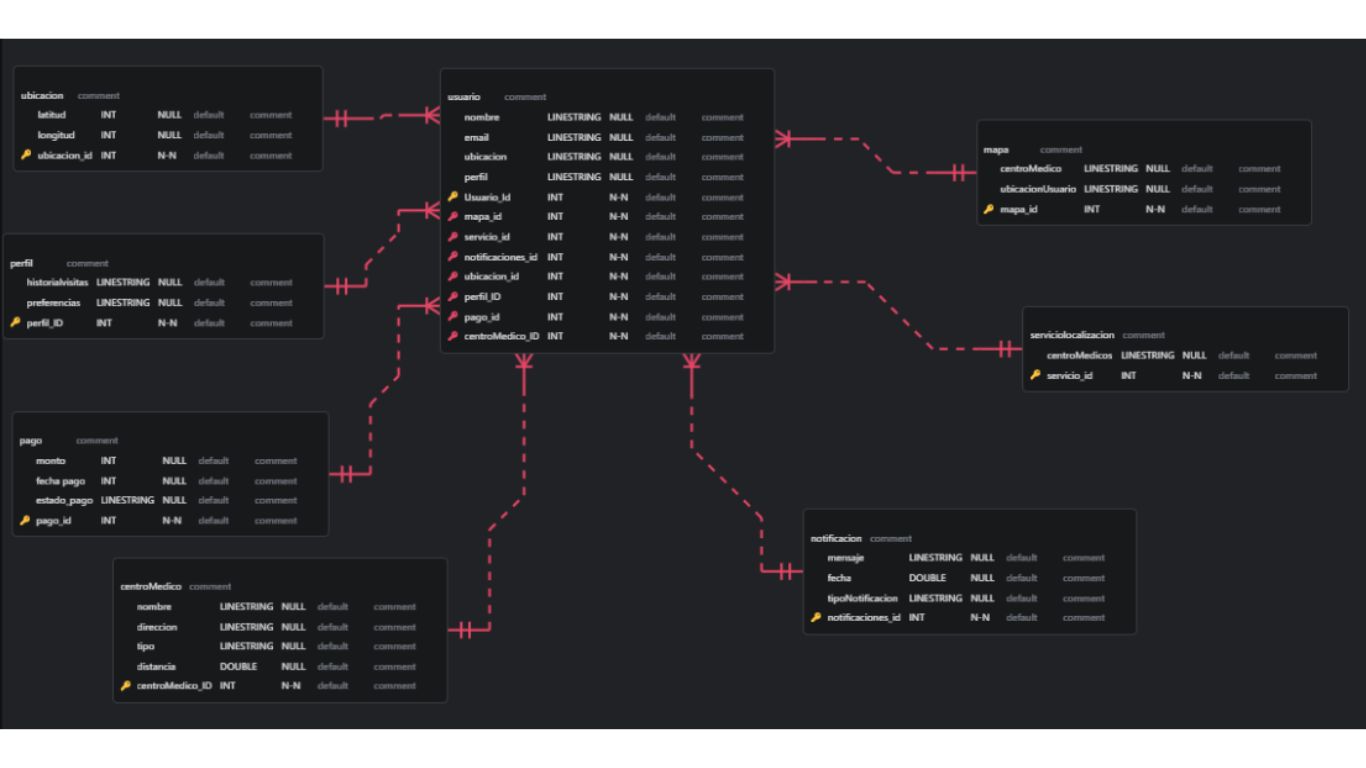 ubicacion comment
latitud INT NULL default comment
longitud INT NULL default comment
ubicacion_id INT N-N default comment
usuario comment
nombre LINESTRING NULL default comment
email LINESTRING NULL default comment
ubicacion LINESTRING NULL default comment
perfil LINESTRING NULL default comment
Usuario_Id INT N-N default comment
mapa_id INT N-N default comment
servicio_id INT N-N default comment
notificaciones_id INT N-N default comment
ubicacion_id INT N-N default comment
perfil_ID INT N-N default comment
pago_id INT N-N default comment
centroMedico_ID INT N-N default comment
mapa comment
centroMedico LINESTRING NULL default comment
ubicacionUsuario LINESTRING NULL default comment
mapa_id INT N-N default comment
perfil comment
historialvisitas LINESTRING NULL default comment
preferencias LINESTRING NULL default comment
perfil_ID INT N-N default comment
serviciolocalizacion comment
centroMedicos LINESTRING NULL default comment
servicio_id INT N-N default comment
pago comment
monto INT NULL default comment
fecha pago INT NULL default comment
estado_pago LINESTRING NULL default comment
pago_id INT N-N default comment
centroMedico comment
nombre LINESTRING NULL default comment
direccion LINESTRING NULL default comment
tipo LINESTRING NULL default comment
distancia DOUBLE NULL default comment
centroMedico_ID INT N-N default comment
notificacion comment
mensaje LINESTRING NULL default comment
fecha DOUBLE NULL default comment
tipoNotificacion LINESTRING NULL default comment
notificaciones_id INT N-N default comment